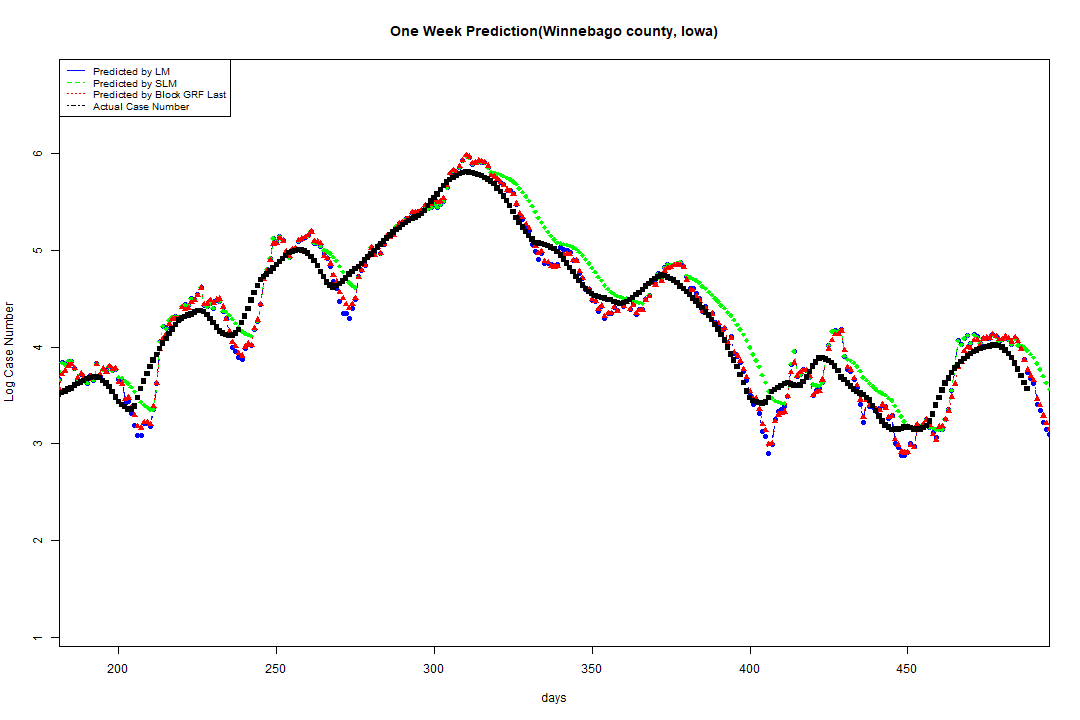 One Week Prediction(Winnebago county, Iowa)
Predicted by LM
Predicted by SLM
Predicted by Block GRF Last
Actual Case Number
6
5
4
3
2
1
Log Case Number
200 250 300 350 400 450
days